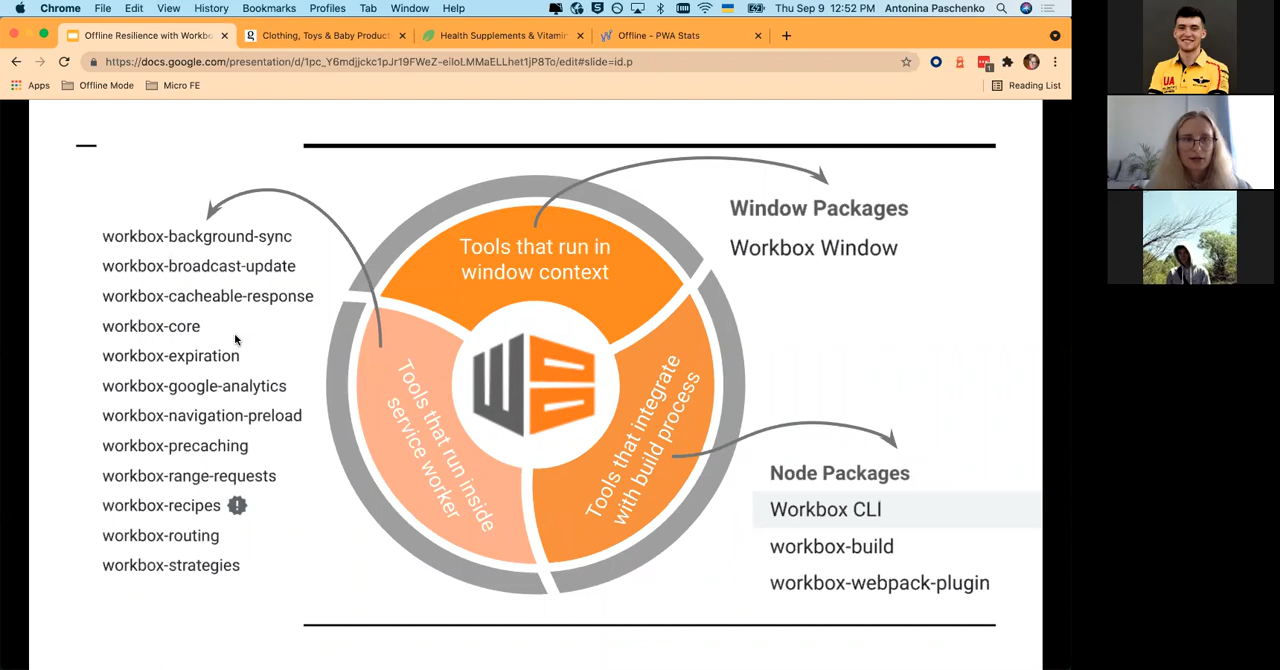 Chrome File Edit View History Bookmarks Profiles Tab Window Help Thu Sep 9 12:52 PM Antonina Paschenko
Offline Resilience with Workbo
Clothing, Toys & Baby Product
Health Supplements & Vitamin
Offline - PWA Stats
https://docs.google.com/presentation/d/1pc_Y6mdjjckc1pJr19FWeZ-eiloLMMaELLhet1jP8To/edit#slide=id.p
Apps Offline Mode Micro FE Reading List
workbox-background-sync
workbox-broadcast-update
workbox-cacheable-response
workbox-core
workbox-expiration
workbox-google-analytics
workbox-navigation-preload
workbox-precaching
workbox-range-requests
workbox-recipes
workbox-routing
workbox-strategies
Tools that run in
window context
Tools that run inside
service worker
Tools that integrate
with build process
Window Packages
Workbox Window
Node Packages
Workbox CLI
workbox-build
workbox-webpack-plugin
UA